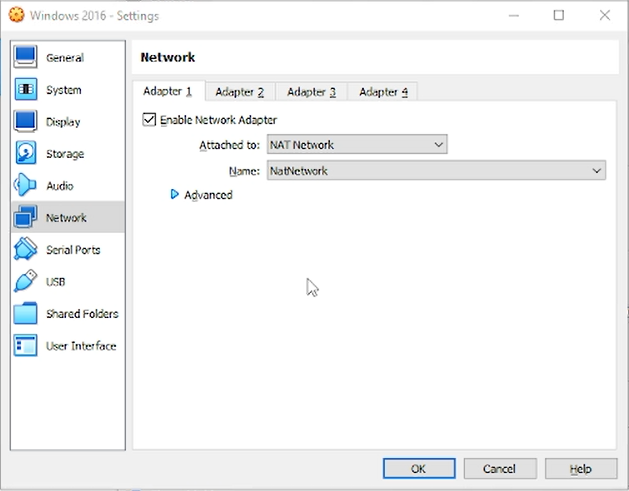 Windows 2016 - Settings
General
System
Display
Storage
Audio
Network
Serial Ports
USB
Shared Folders
User Interface
Network
Adapter 1 Adapter 2 Adapter 3 Adapter 4
Enable Network Adapter
Attached to: NAT Network
Name: NatNetwork
Advanced
OK Cancel Help